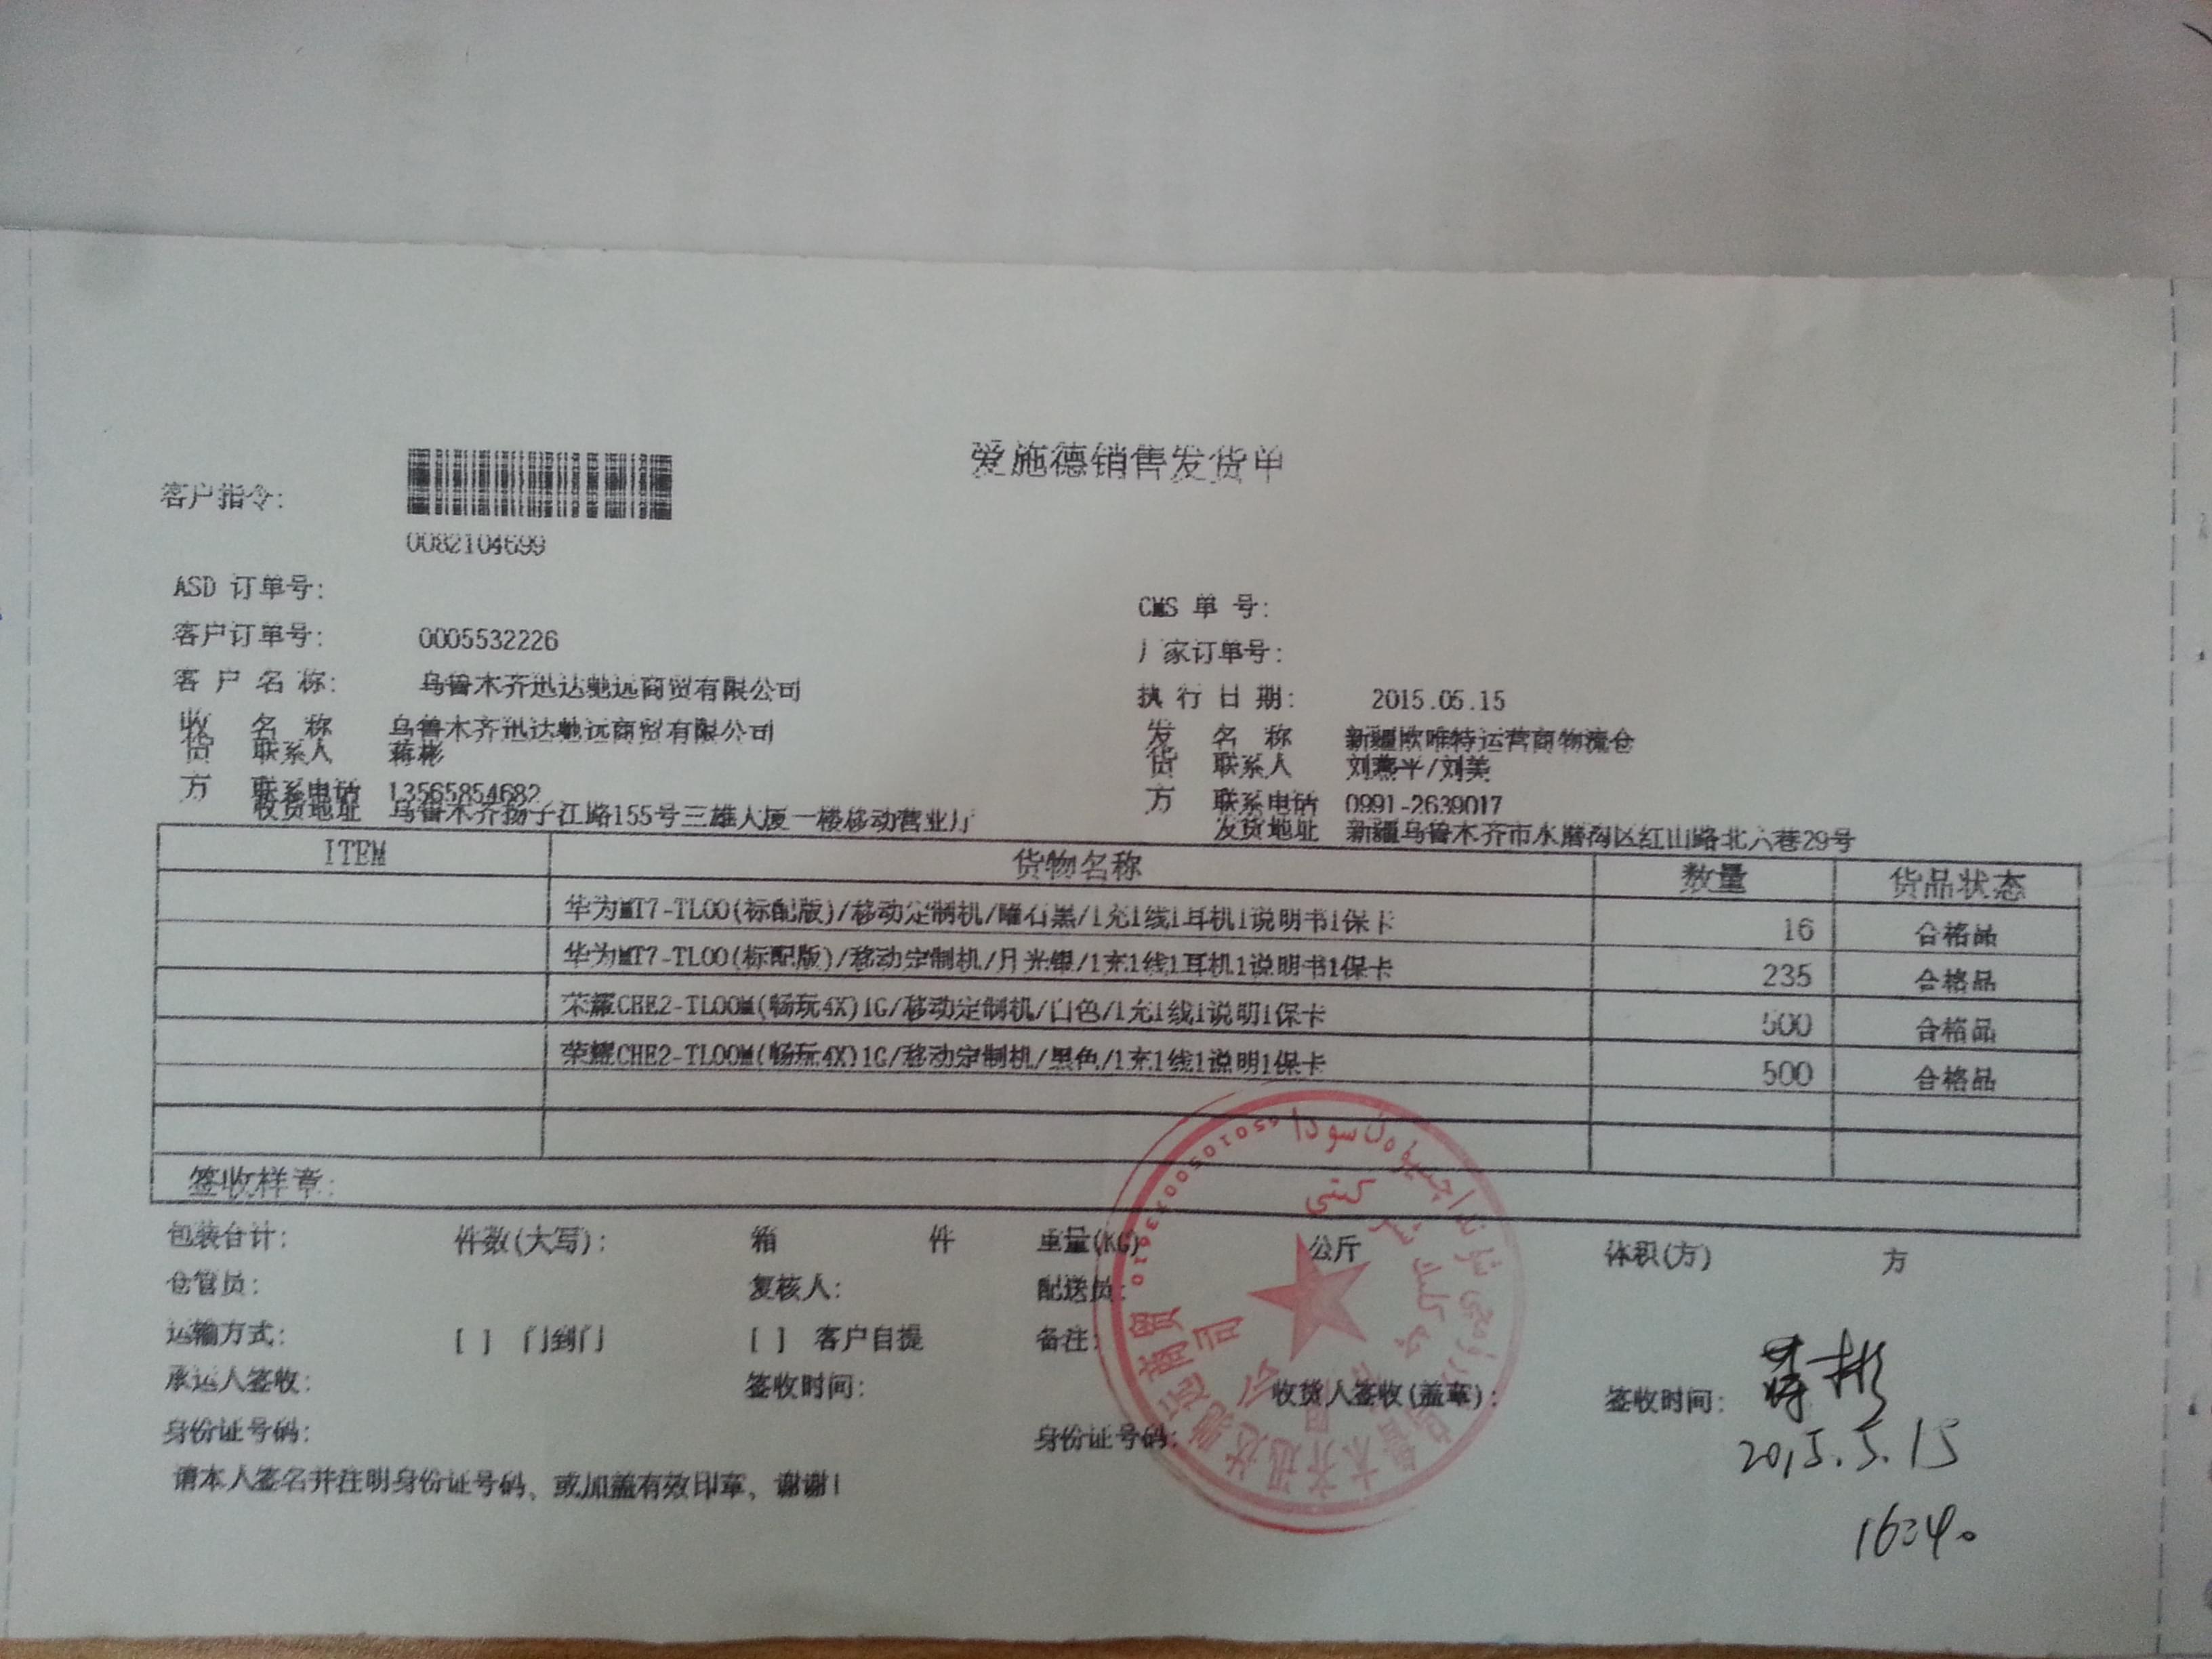 爱施德销售发货单
客户指令:
0082104699
ASD 订单号:
CMS 单 号:
客户订单号: 0005532226
厂家订单号:
客 户 名 称: 乌鲁木齐迅达驰远商贸有限公司
执 行 日 期: 2015.05.15
收货方
名 称 乌鲁木齐迅达驰远商贸有限公司
联系人 蒋彬
联系电话 13565854682
收货地址 乌鲁木齐扬子江路155号三雄大厦一楼移动营业厅
发货方
名 称 新疆欧唯特运营商物流仓
联系人 刘燕平/刘美
联系电话 0991-2639017
发货地址 新疆乌鲁木齐市水磨沟区红山路北六巷29号
ITEM 货物名称 数量 货品状态
华为MT7-TL00(标配版)/移动定制机/曜石黑/1充1线1耳机1说明书1保卡 16 合格品
华为MT7-TL00(标配版)/移动定制机/月光银/1充1线1耳机1说明书1保卡 235 合格品
荣耀CHE2-TL00M(畅玩4X)1G/移动定制机/白色/1充1线1说明1保卡 500 合格品
荣耀CHE2-TL00M(畅玩4X)1G/移动定制机/黑色/1充1线1说明1保卡 500 合格品
签收样章:
包装合计: 件数(大写): 箱 件 重量(KG) 公斤 体积(方) 方
仓管员: 复核人: 配送员:
运输方式: [ ] 门到门 [ ] 客户自提 备注:
承运人签收: 签收时间: 收货人签收(盖章): 签收时间: 蒋彬
身份证号码: 身份证号码: 2015.5.15
请本人签名并注明身份证号码、或加盖有效印章，谢谢!
16:40
乌鲁木齐迅达驰远商贸有限公司